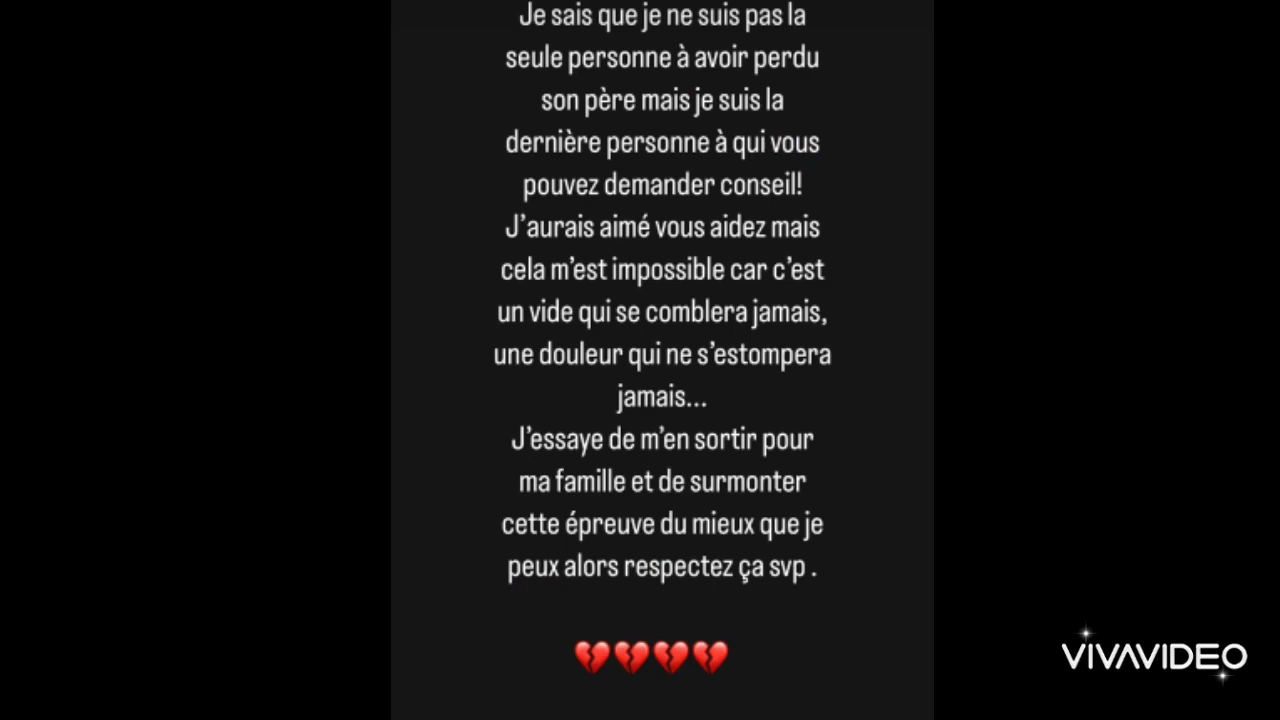 Je sais que je ne suis pas la
seule personne à avoir perdu
son père mais je suis la
dernière personne à qui vous
pouvez demander conseil!
J'aurais aimé vous aidez mais
cela m'est impossible car c'est
un vide qui se comblera jamais,
une douleur qui ne s'estompera
jamais...
J'essaye de m'en sortir pour
ma famille et de surmonter
cette épreuve du mieux que je
peux alors respectez ça svp .
💔💔💔💔
VIVAVIDEO